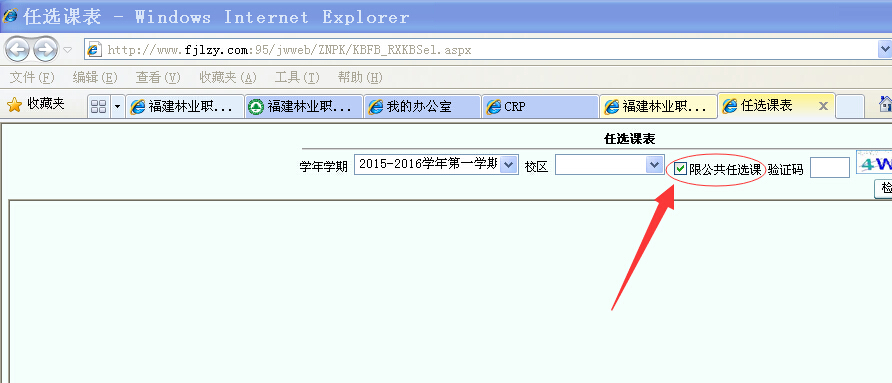 任选课表 - Windows Internet Explorer
http://www.fjlzy.com:95/jwweb/ZNPK/KBFB_RXKBSel.aspx
文件(F) 编辑(E) 查看(V) 收藏夹(A) 工具(T) 帮助(H)
收藏夹 福建林业职... 福建林业职... 我的办公室 CRP 福建林业职... 任选课表 X
任选课表
学年学期 2015-2016学年第一学期 校区 限公共任选课 验证码 4W
检